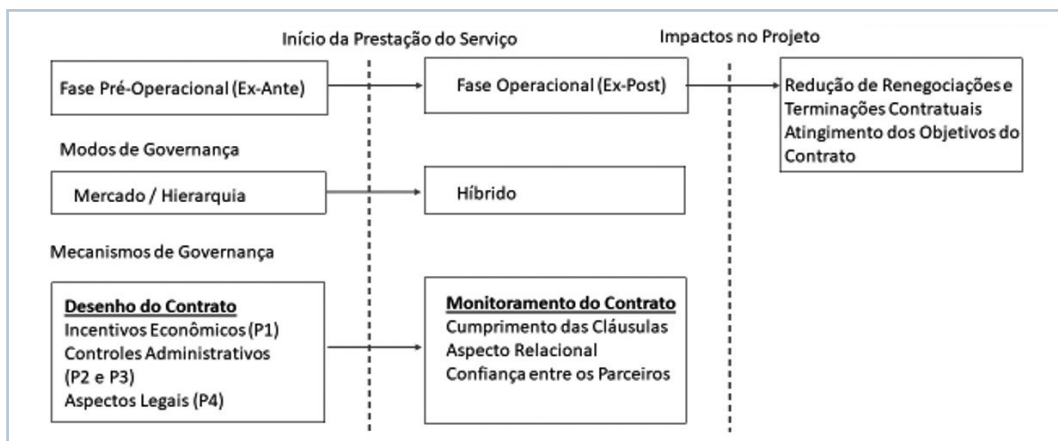 Início da Prestação do Serviço
Impactos no Projeto
Fase Pré-Operacional (Ex-Ante)
Fase Operacional (Ex-Post)
Redução de Renegociações e
Terminações Contratuais
Atingimento dos Objetivos do
Contrato
Modos de Governança
Mercado / Hierarquia
Híbrido
Mecanismos de Governança
Desenho do Contrato
Incentivos Econômicos (P1)
Controles Administrativos
(P2 e P3)
Aspectos Legais (P4)
Monitoramento do Contrato
Cumprimento das Cláusulas
Aspecto Relacional
Confiança entre os Parceiros